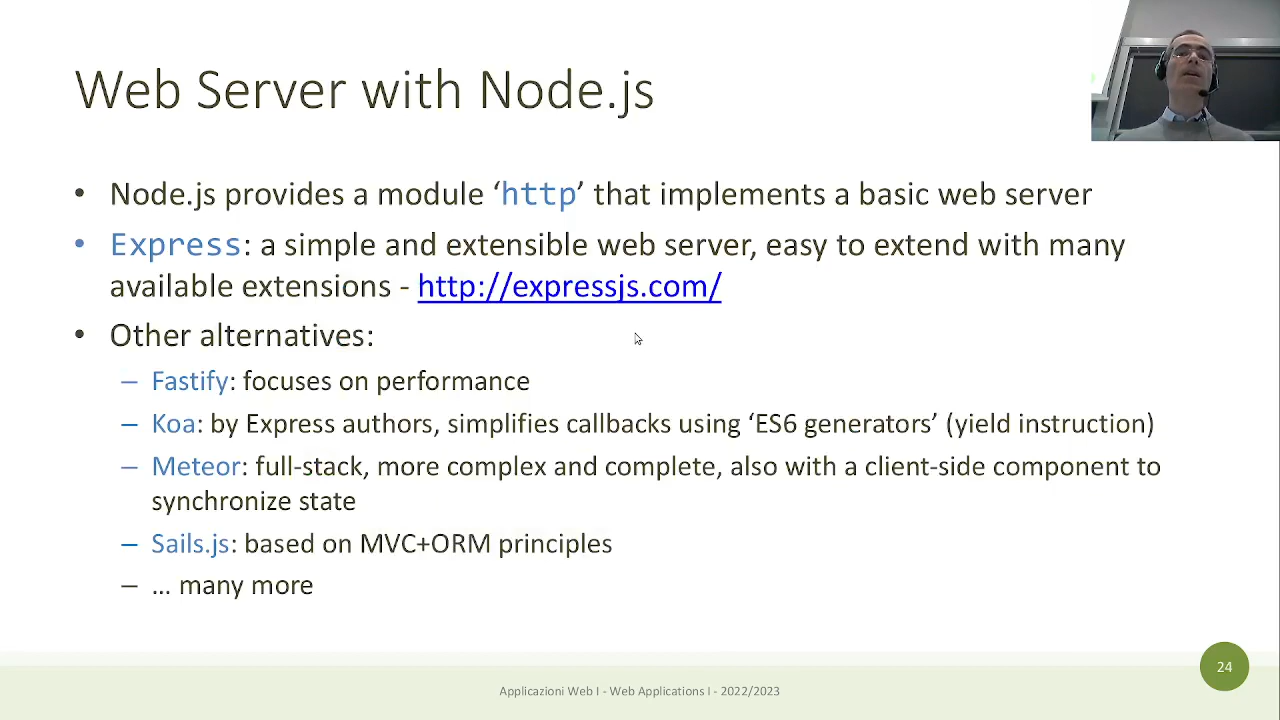 Web Server with Node.js
• Node.js provides a module ‘http’ that implements a basic web server
• Express: a simple and extensible web server, easy to extend with many
available extensions - http://expressjs.com/
• Other alternatives:
– Fastify: focuses on performance
– Koa: by Express authors, simplifies callbacks using ‘ES6 generators’ (yield instruction)
– Meteor: full-stack, more complex and complete, also with a client-side component to
synchronize state
– Sails.js: based on MVC+ORM principles
– … many more
24
Applicazioni Web I - Web Applications I - 2022/2023